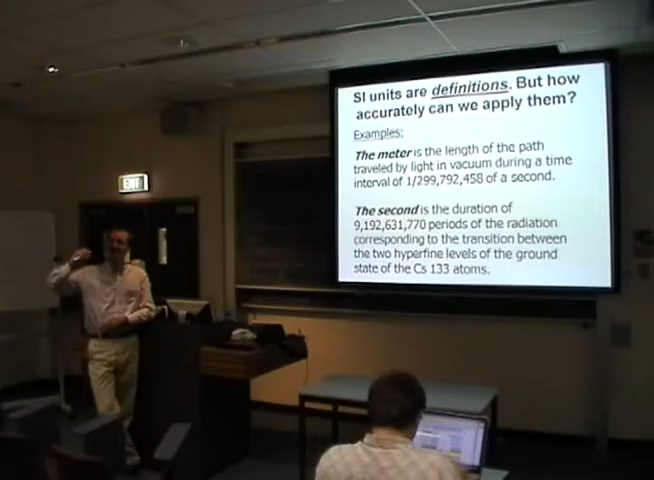 SI units are definitions. But how
accurately can we apply them?
Examples:
The meter is the length of the path
traveled by light in vacuum during a time
interval of 1/299,792,458 of a second.
The second is the duration of
9,192,631,770 periods of the radiation
corresponding to the transition between
the two hyperfine levels of the ground
state of the Cs 133 atoms.
EXIT